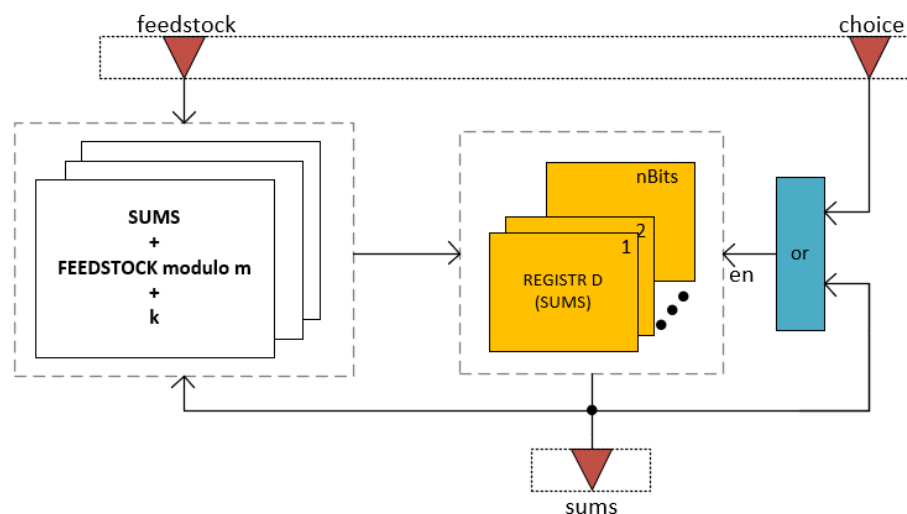 feedstock
choice
SUMS
+
FEEDSTOCK modulo m
+
k
nBits
2
1
REGISTR D
(SUMS)
en
or
sums